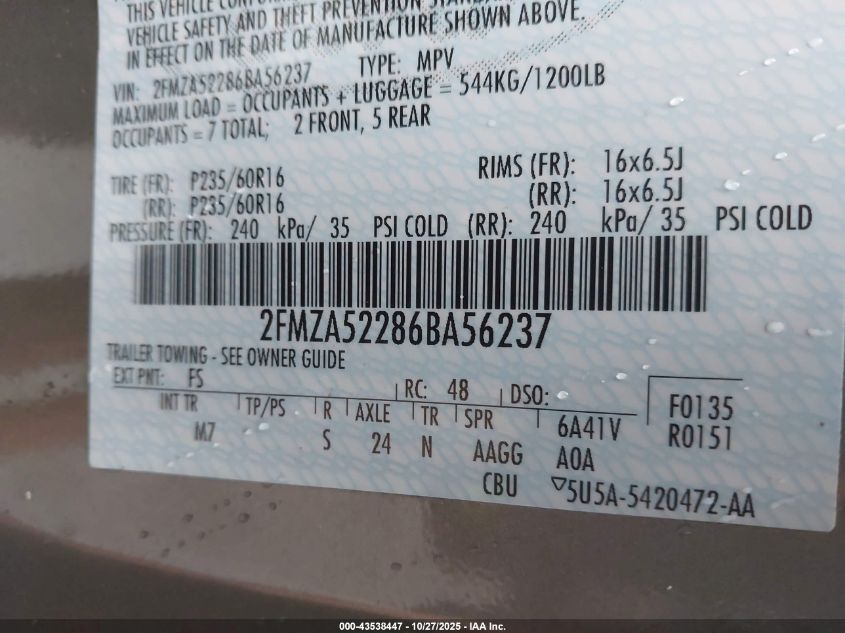 THIS VEHICLE CONFORMS
VEHICLE SAFETY AND THEFT PREVENTION
IN EFFECT ON THE DATE OF MANUFACTURE SHOWN ABOVE.
VIN: 2FMZA52286BA56237 TYPE: MPV
MAXIMUM LOAD = OCCUPANTS + LUGGAGE = 544KG/1200LB
OCCUPANTS = 7 TOTAL; 2 FRONT, 5 REAR
TIRE (FR): P235/60R16 RIMS (FR): 16x6.5J
(RR): P235/60R16 (RR): 16x6.5J
PRESSURE (FR): 240 kPa/ 35 PSI COLD (RR): 240 kPa/ 35 PSI COLD
2FMZA52286BA56237
TRAILER TOWING - SEE OWNER GUIDE
EXT PNT: FS RC: 48 DSO: F0135
INT TR TP/PS R AXLE TR SPR 6A41V R0151
M7 S 24 N AAGG A0A
CBU ▽5U5A-5420472-AA
000-43538447 - 10/27/2025 - IAA Inc.